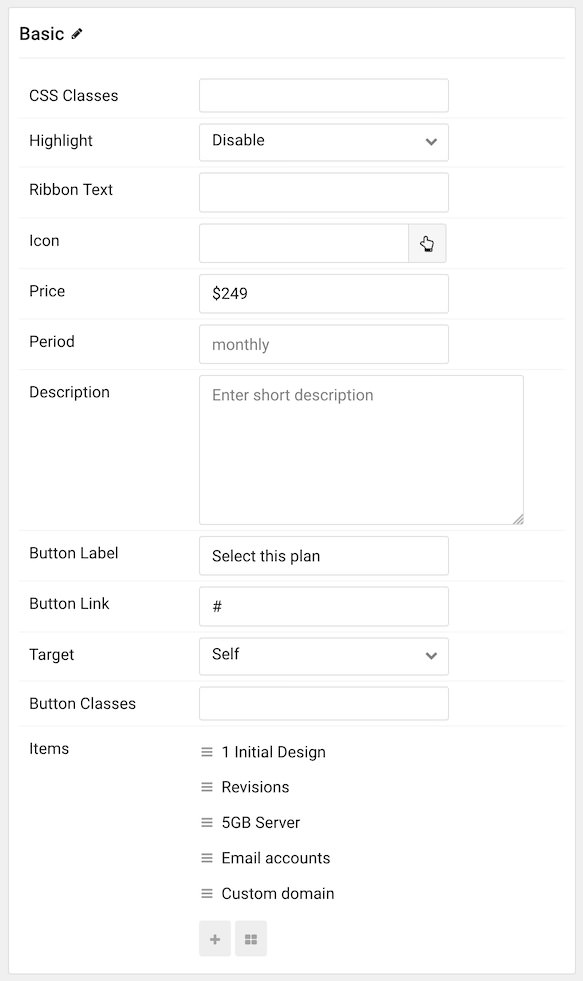 Basic
CSS Classes
Highlight Disable
Ribbon Text
Icon
Price $249
Period monthly
Description Enter short description
Button Label Select this plan
Button Link #
Target Self
Button Classes
Items 1 Initial Design
Revisions
5GB Server
Email accounts
Custom domain